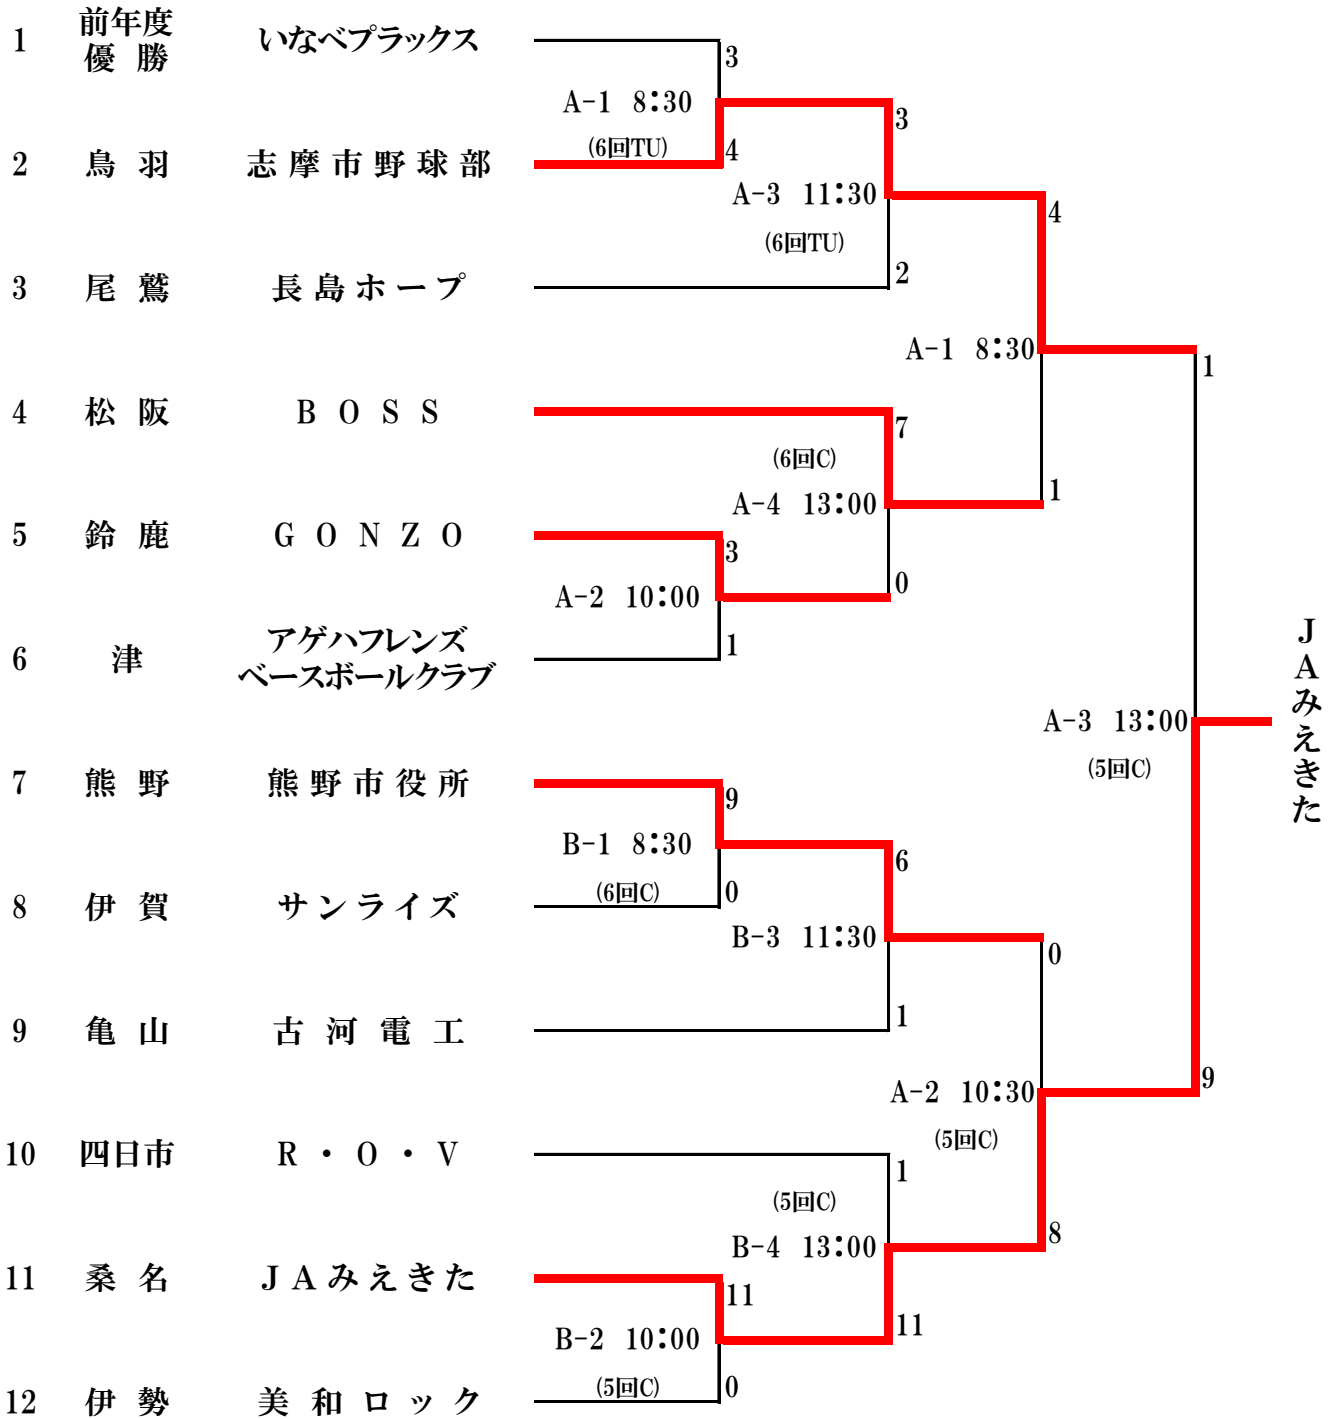 1 前年度優勝 いなべプラックス
3
A-1 8:30
(6回TU)
4
2 鳥羽 志摩市野球部
3
A-3 11:30
(6回TU)
2
3 尾鷲 長島ホープ
4
A-1 8:30
1
4 松阪 BOSS
7
(6回C)
A-4 13:00
0
5 鈴鹿 GONZO
3
A-2 10:00
1
6 津 アゲハフレンズ
ベースボールクラブ
1
A-3 13:00
(5回C)
9
JAみえきた
7 熊野 熊野市役所
9
B-1 8:30
(6回C)
0
8 伊賀 サンライズ
6
B-3 11:30
1
9 亀山 古河電工
0
A-2 10:30
(5回C)
8
10 四日市 R・O・V
1
(5回C)
B-4 13:00
11
11 桑名 JAみえきた
11
B-2 10:00
(5回C)
0
12 伊勢 美和ロック